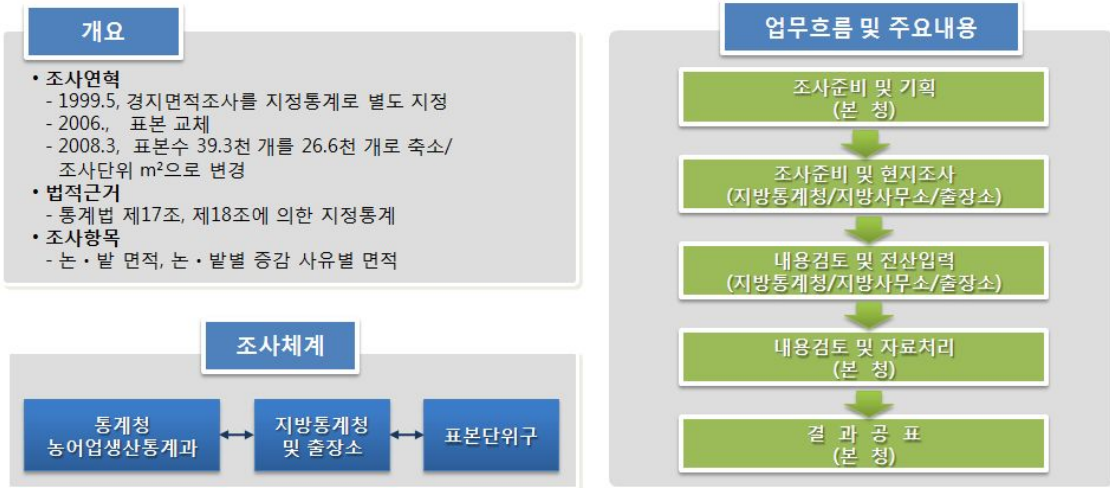 개요
• 조사연혁
- 1999.5, 경지면적조사를 지정통계로 별도 지정
- 2006., 표본 교체
- 2008.3, 표본수 39.3천 개를 26.6천 개로 축소/
조사단위 m²으로 변경
• 법적근거
- 통계법 제17조, 제18조에 의한 지정통계
• 조사항목
- 논・밭 면적, 논・밭별 증감 사유별 면적
조사체계
통계청
농어업생산통계과
지방통계청
및 출장소
표본단위구
업무흐름 및 주요내용
조사준비 및 기획
(본 청)
조사준비 및 현지조사
(지방통계청/지방사무소/출장소)
내용검토 및 전산입력
(지방통계청/지방사무소/출장소)
내용검토 및 자료처리
(본 청)
결 과 공 표
(본 청)